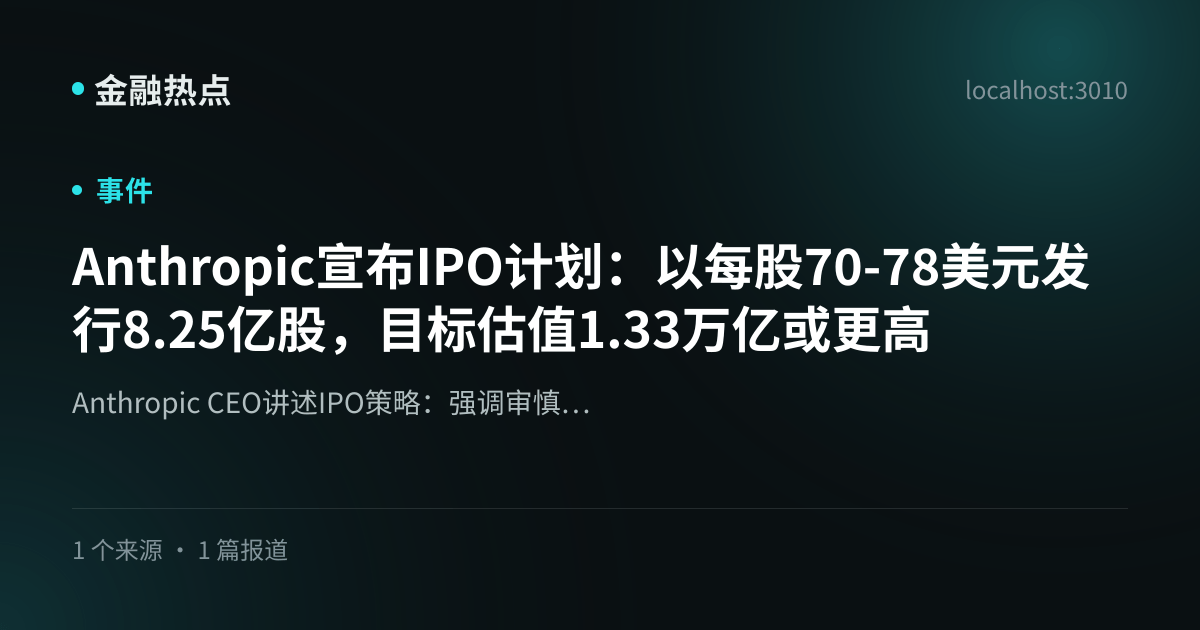 金融热点
localhost:3010
事件
Anthropic宣布IPO计划：以每股70-78美元发
行8.25亿股，目标估值1.33万亿或更高
Anthropic CEO讲述IPO策略：强调审慎…
1 个来源 · 1 篇报道